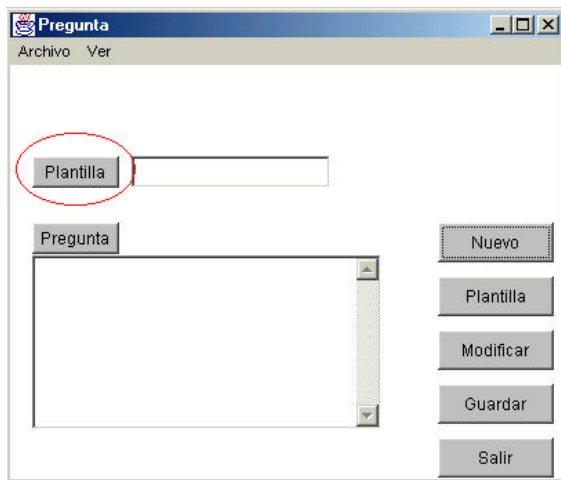 Pregunta
Archivo Ver
Plantilla
Pregunta
Nuevo
Plantilla
Modificar
Guardar
Salir